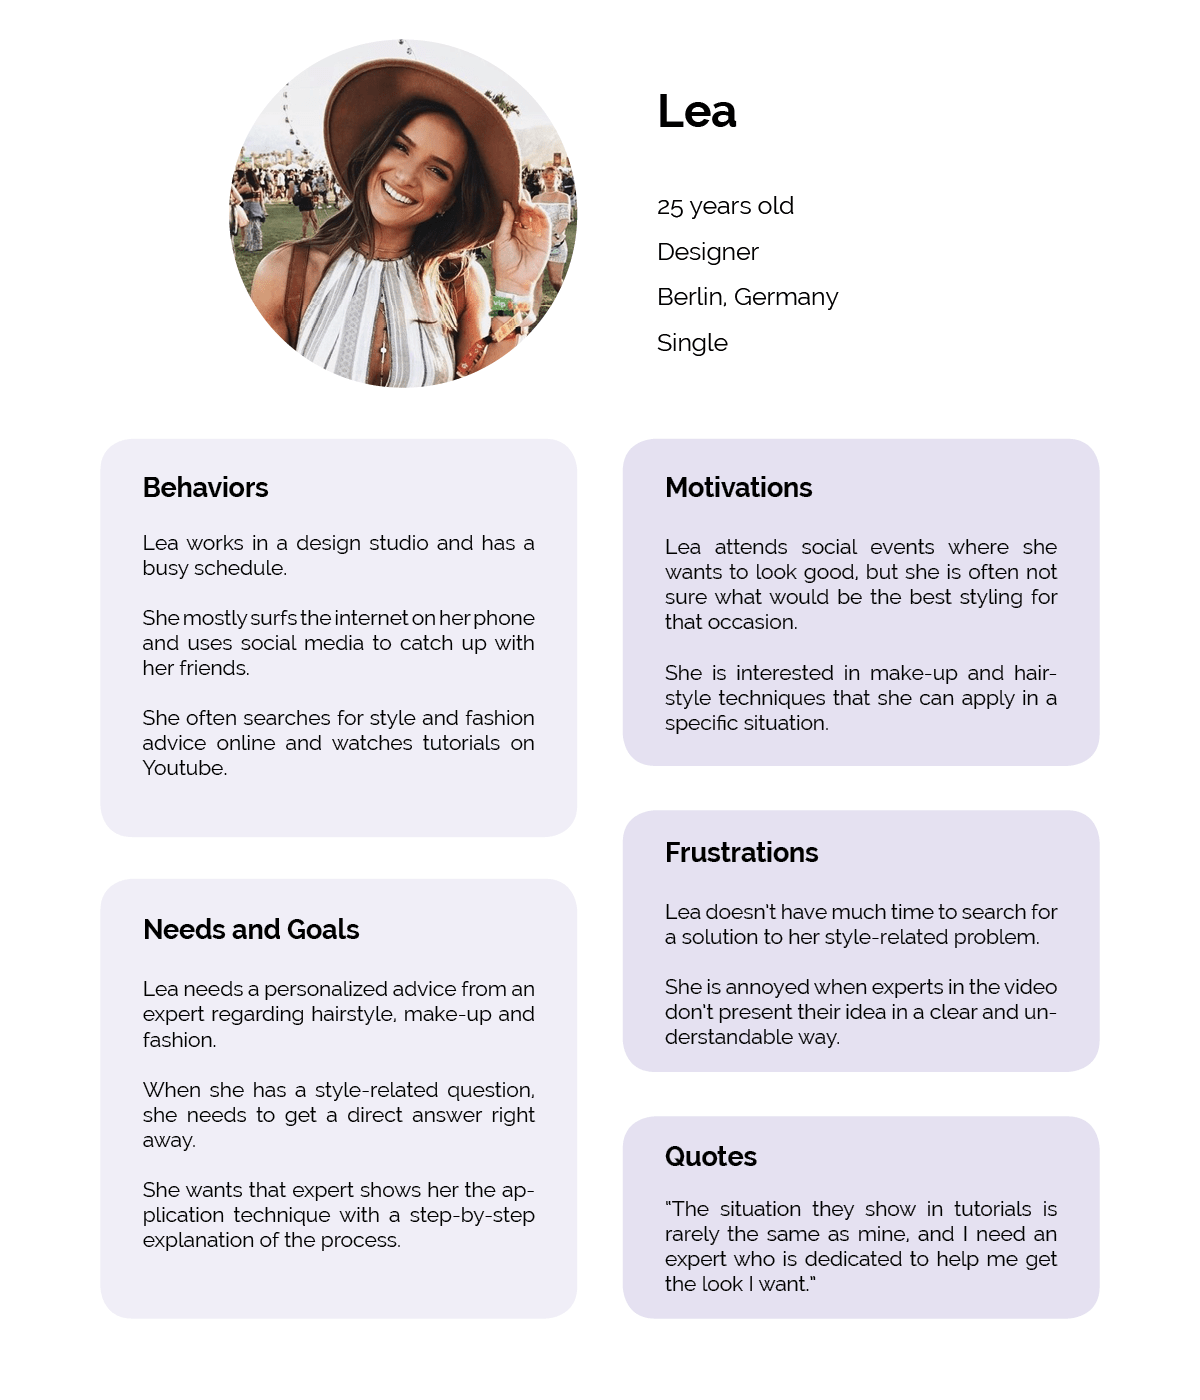 Lea
25 years old
Designer
Berlin, Germany
Single
vip
Behaviors
Lea works in a design studio and has a
busy schedule.
She mostly surfs the internet on her phone
and uses social media to catch up with
her friends.
She often searches for style and fashion
advice online and watches tutorials on
Youtube.
Needs and Goals
Lea needs a personalized advice from an
expert regarding hairstyle, make-up and
fashion.
When she has a style-related question,
she needs to get a direct answer right
away.
She wants that expert shows her the ap-
plication technique with a step-by-step
explanation of the process.
Motivations
Lea attends social events where she
wants to look good, but she is often not
sure what would be the best styling for
that occasion.
She is interested in make-up and hair-
style techniques that she can apply in a
specific situation.
Frustrations
Lea doesn't have much time to search for
a solution to her style-related problem.
She is annoyed when experts in the video
don't present their idea in a clear and un-
derstandable way.
Quotes
"The situation they show in tutorials is
rarely the same as mine, and I need an
expert who is dedicated to help me get
the look I want."